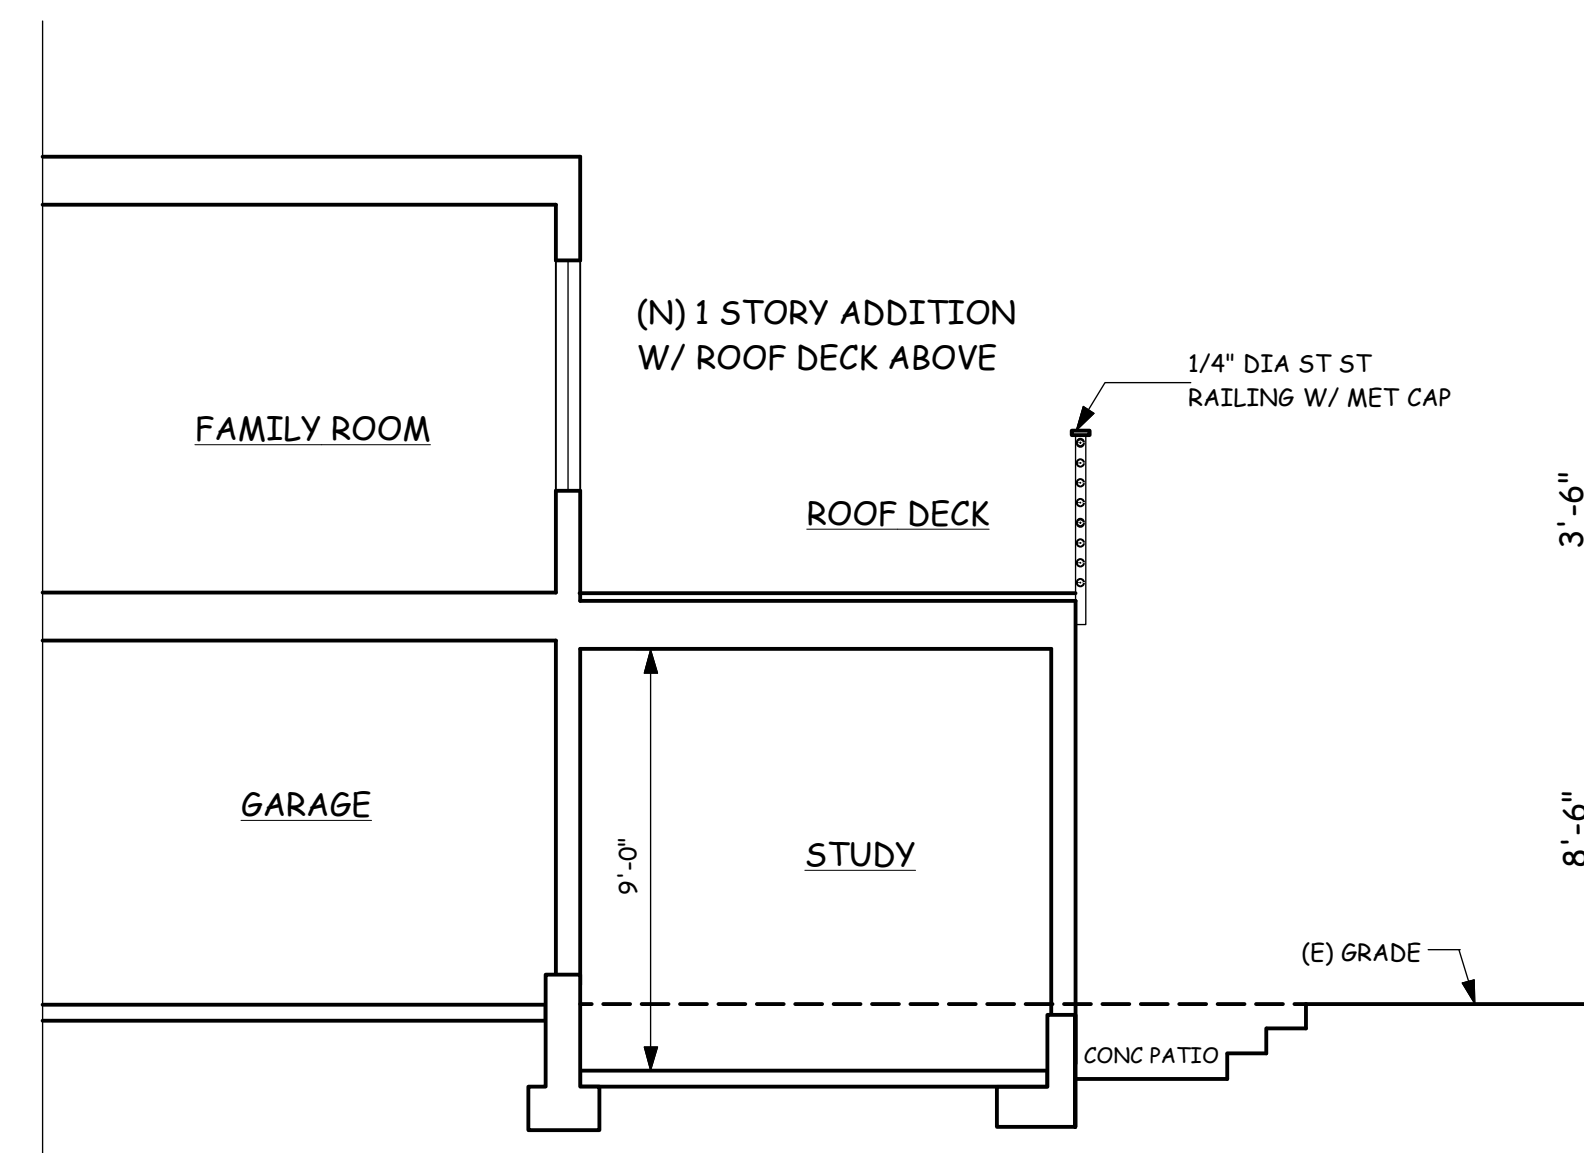 (N) 1 STORY ADDITION
W/ ROOF DECK ABOVE
1/4" DIA ST ST
RAILING W/ MET CAP
FAMILY ROOM
ROOF DECK
3'-6"
GARAGE
9'-0"
STUDY
8'-6"
(E) GRADE
CONC PATIO